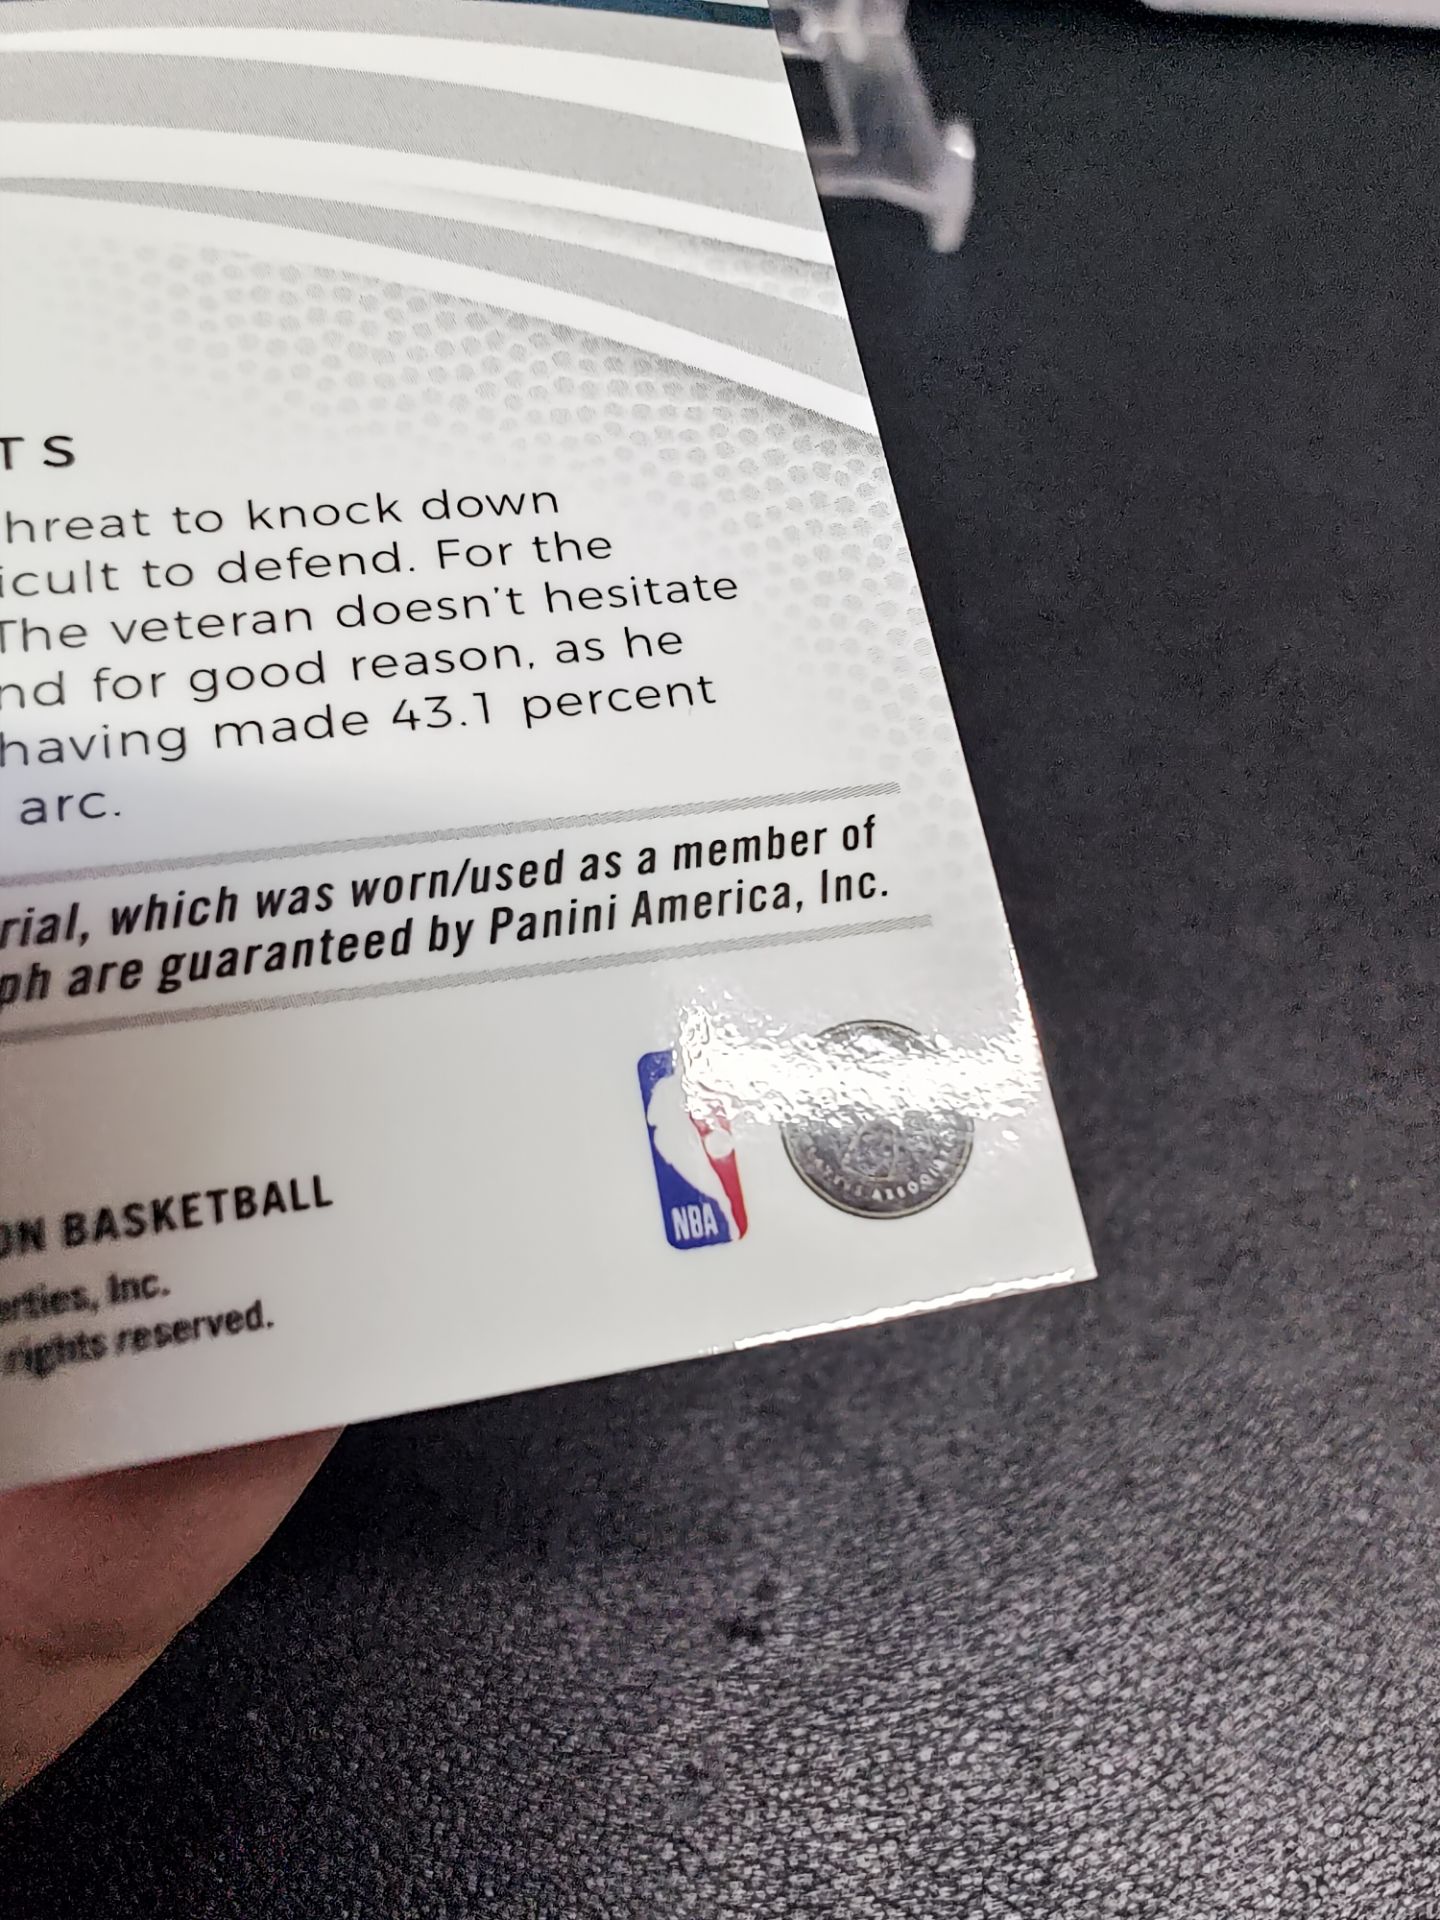 TS
hreat to knock down
icult to defend. For the
The veteran doesn't hesitate
nd for good reason, as he
having made 43.1 percent
arc.
rial, which was worn/used as a member of
ph are guaranteed by Panini America, Inc.
NBA
ON BASKETBALL
erties, Inc.
rights reserved.